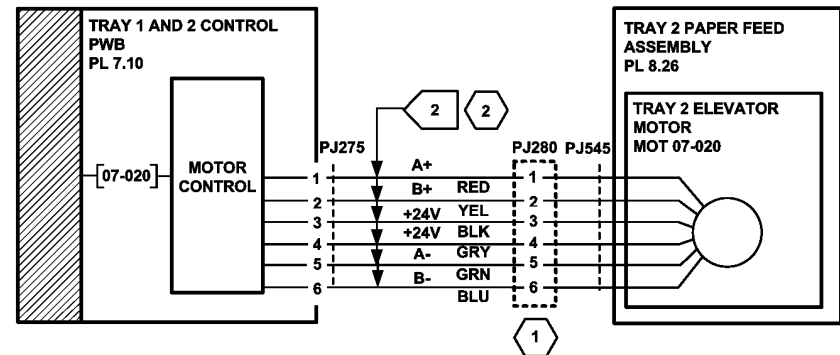 TRAY 1 AND 2 CONTROL
PWB
PL 7.10
[07-020]
MOTOR
CONTROL
PJ275
2
2
PJ280
PJ545
1 A+ 1
RED
2 B+ 2
YEL
3 +24V 3
BLK
4 +24V 4
GRY
5 A- 5
GRN
6 B- 6
BLU
1
TRAY 2 PAPER FEED
ASSEMBLY
PL 8.26
TRAY 2 ELEVATOR
MOTOR
MOT 07-020